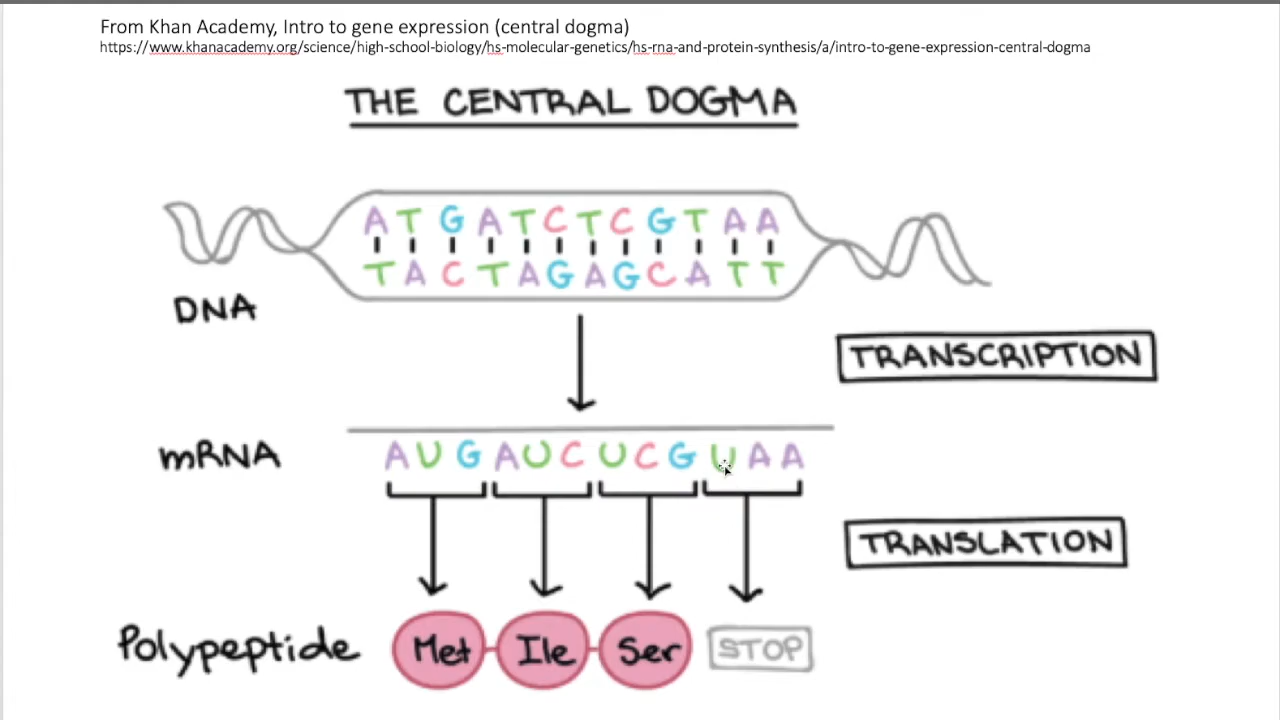 From Khan Academy, Intro to gene expression (central dogma)
https://www.khanacademy.org/science/high-school-biology/hs-molecular-genetics/hs-rna-and-protein-synthesis/a/intro-to-gene-expression-central-dogma
THE CENTRAL DOGMA
A T G A T C T C G T A A
T A C T A G A G C A T T
DNA
TRANSCRIPTION
mRNA A U G A U C U C G U A A
TRANSLATION
Polypeptide Met Ile Ser STOP